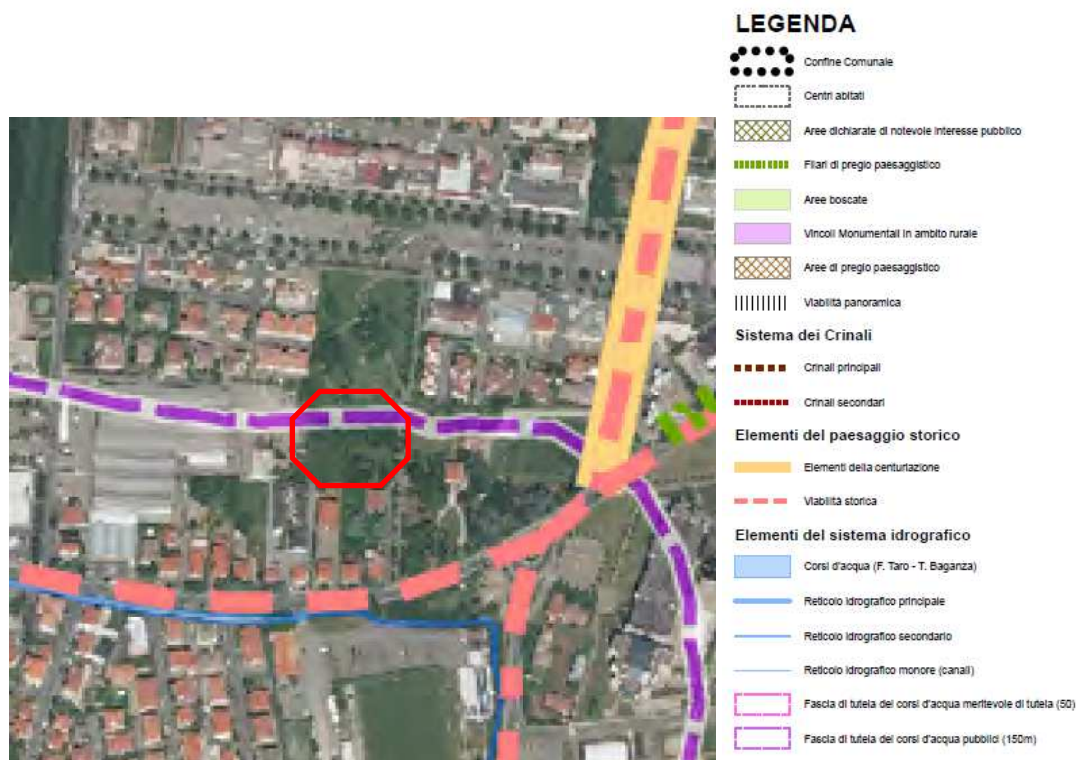 LEGENDA
Confine Comunale
Centri abitati
Aree dichiarate di notevole interesse pubblico
Filari di pregio paesaggistico
Aree boscate
Vincoli Monumentali in ambito rurale
Aree di pregio paesaggistico
Viabilità panoramica
Sistema dei Crinali
Crinali principali
Crinali secondari
Elementi del paesaggio storico
Elementi della centuriazione
Viabilità storica
Elementi del sistema idrografico
Corsi d'acqua (F. Taro - T. Baganza)
Reticolo idrografico principale
Reticolo idrografico secondario
Reticolo idrografico monore (canali)
Fascia di tutela dei corsi d'acqua meritevole di tutela (50)
Fascia di tutela dei corsi d'acqua pubblici (150m)